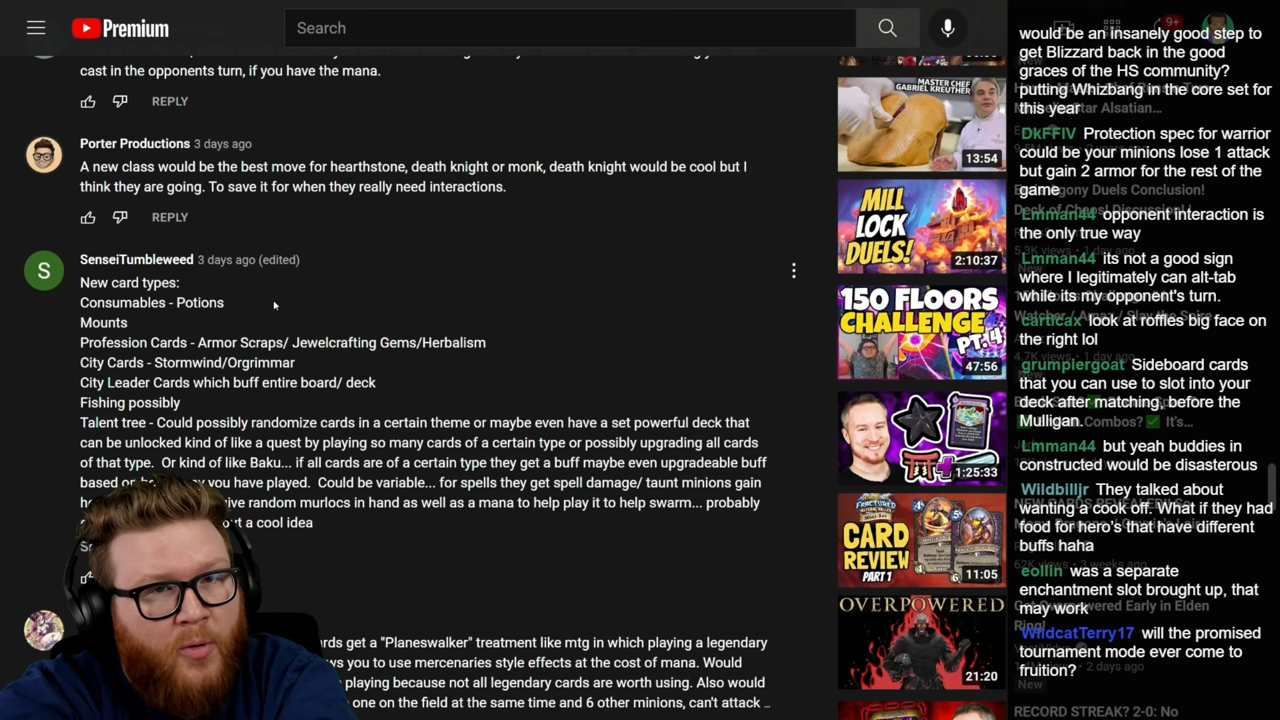 Premium
Search
9+
cast in the opponents turn, if you have the mana.
REPLY
Porter Productions 3 days ago
A new class would be the best move for hearthstone, death knight or monk, death knight would be cool but I
think they are going. To save it for when they really need interactions.
REPLY
S
SenseiTumbleweed 3 days ago (edited)
New card types:
Consumables - Potions
Mounts
Profession Cards - Armor Scraps/ Jewelcrafting Gems/Herbalism
City Cards - Stormwind/Orgrimmar
City Leader Cards which buff entire board/ deck
Fishing possibly
Talent tree - Could possibly randomize cards in a certain theme or maybe even have a set powerful deck that
can be unlocked kind of like a quest by playing so many cards of a certain type or possibly upgrading all cards
of that type. Or kind of like Baku... if all cards are of a certain type they get a buff maybe even upgradeable buff
based on you have played. Could be variable... for spells they get spell damage/ taunt minions gain
random murlocs in hand as well as a mana to help play it to help swarm... probably
a cool idea
get a "Planeswalker" treatment like mtg in which playing a legendary
you to use mercenaries style effects at the cost of mana. Would
playing because not all legendary cards are worth using. Also would
one on the field at the same time and 6 other minions, can't attack ..
MASTER CHEF
GABRIEL KREUTHER
13:54
MILL
LOCK
DUELS!
2:10:37
150 FLOORS
CHALLENGE
PT.4
47:56
1:25:33
FRACTURED
CARD
REVIEW
PART 1
11:05
OVERPOWERED
21:20
would be an insanely good step to
get Blizzard back in the good
graces of the HS community?
putting Whizbang in the core set for
this year
DkFFIV Protection spec for warrior
could be your minions lose 1 attack
but gain 2 armor for the rest of the
game
Lmman44 opponent interaction is
the only true way
Lmman44 its not a good sign
where I legitimately can alt-tab
while its my opponent's turn.
carticax look at roffles big face on
the right lol
grumpiergoat Sideboard cards
that you can use to slot into your
deck after matching, before the
Mulligan.
Lmman44 but yeah buddies in
constructed would be disasterous
Wildbilljr They talked about
wanting a cook off. What if they had
food for hero's that have different
buffs haha
eollin was a separate
enchantment slot brought up, that
may work
WildcatTerry17 will the promised
tournament mode ever come to
fruition?
New
RECORD STREAK? 2-0: No